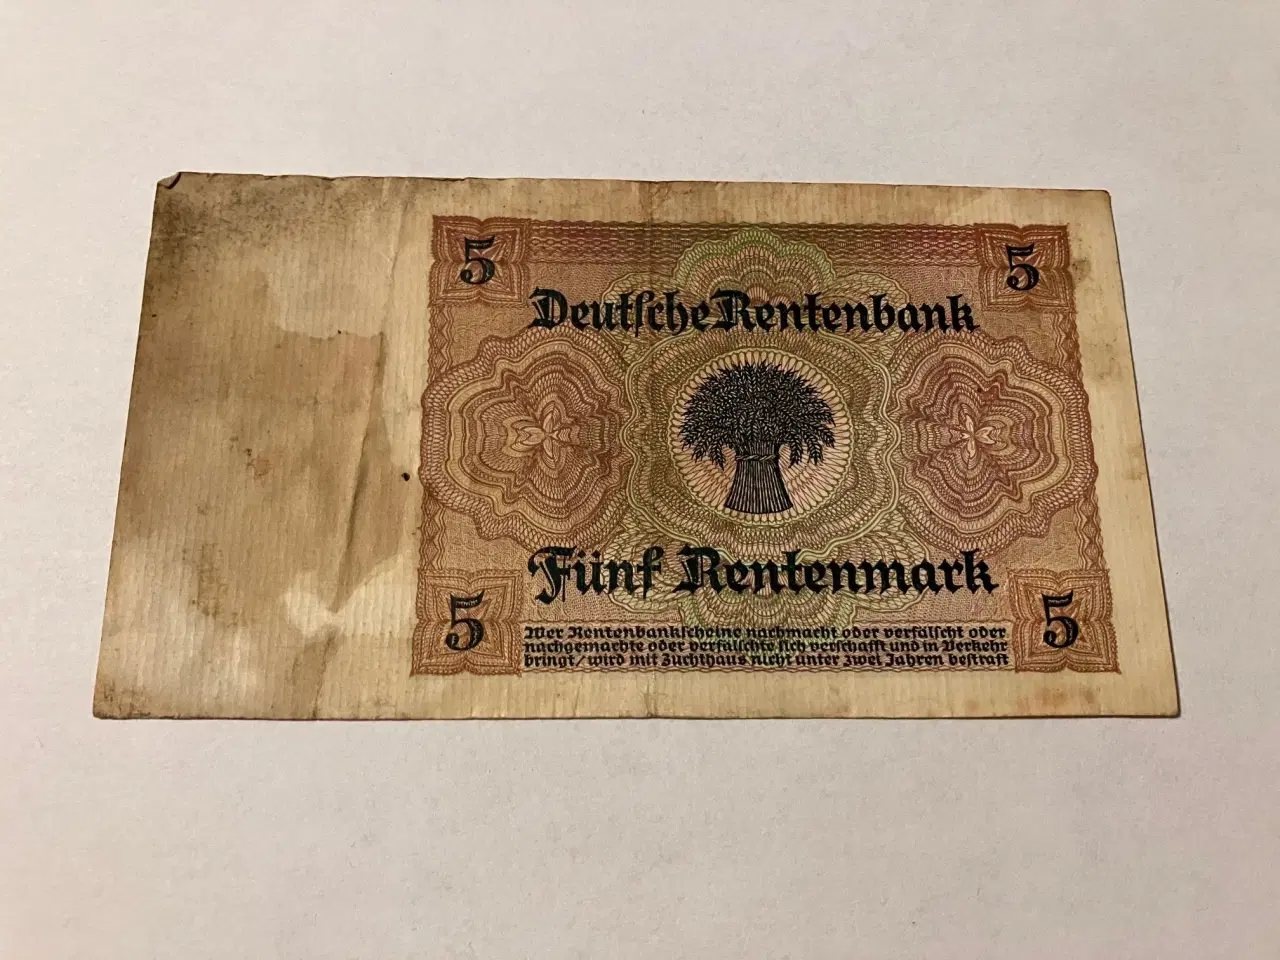 5 5
Deutsche Rentenbank
Fünf Rentenmark
5 5
Wer Rentenbankscheine nachmacht oder verfälscht oder
nachgemachte oder verfälschte sich verschafft und in Verkehr
bringt/wird mit Zuchthaus nicht unter zwei Jahren bestraft